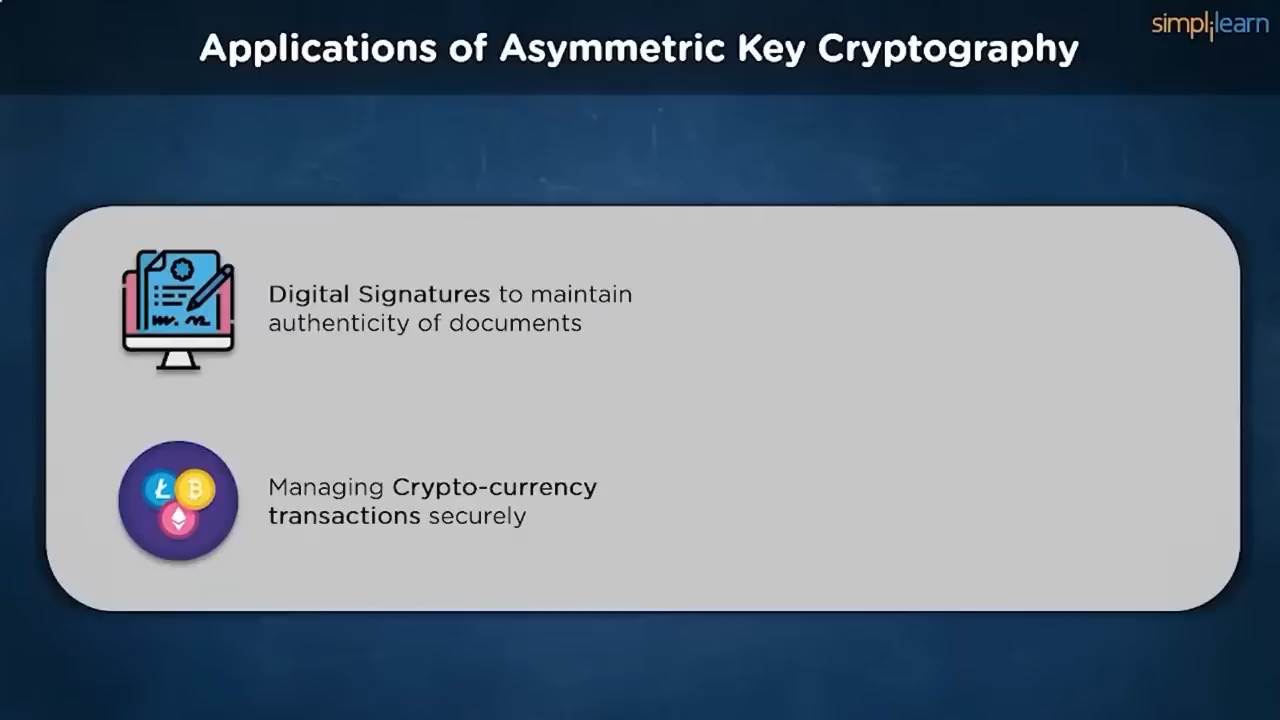 Applications of Asymmetric Key Cryptography
simplilearn
Digital Signatures to maintain
authenticity of documents
Managing Crypto-currency
transactions securely